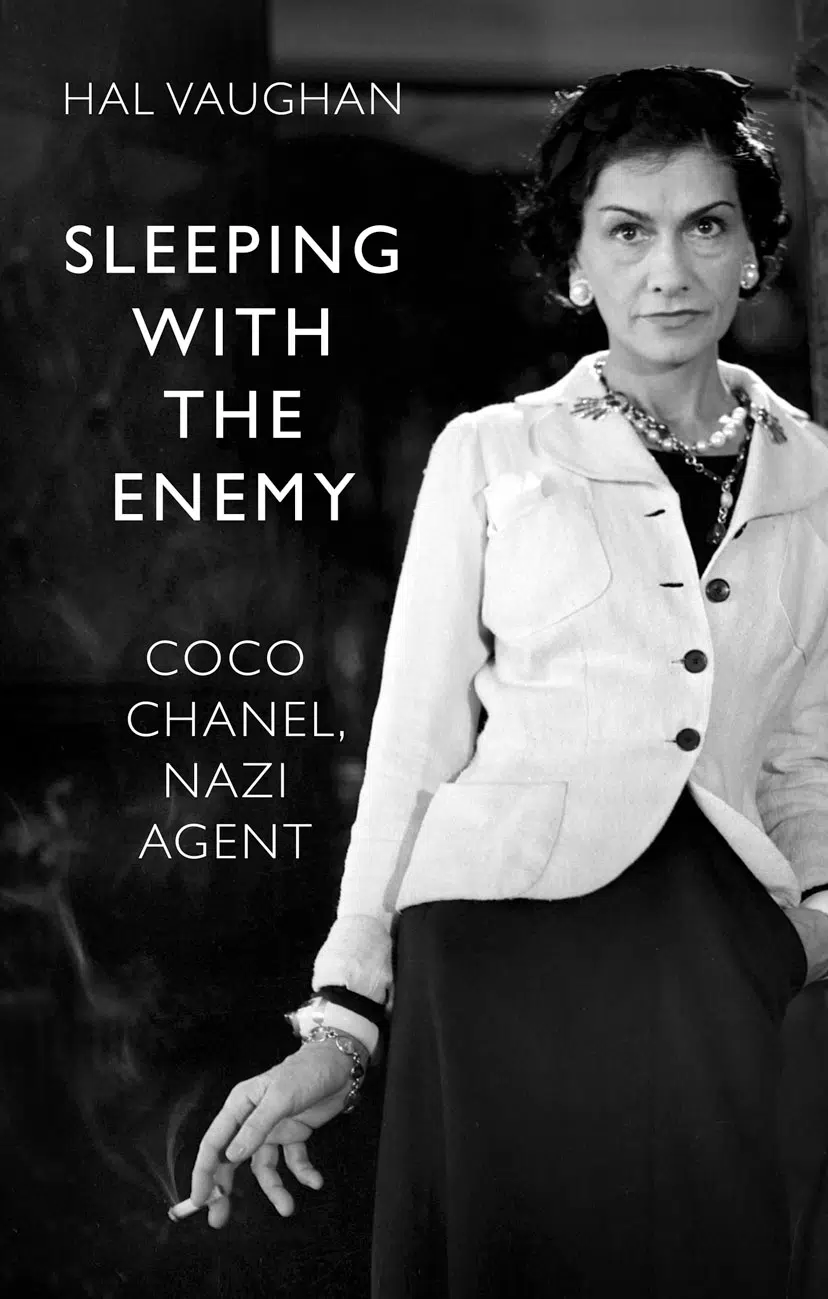 HAL VAUGHAN
SLEEPING
WITH
THE
ENEMY
COCO
CHANEL,
NAZI
AGENT